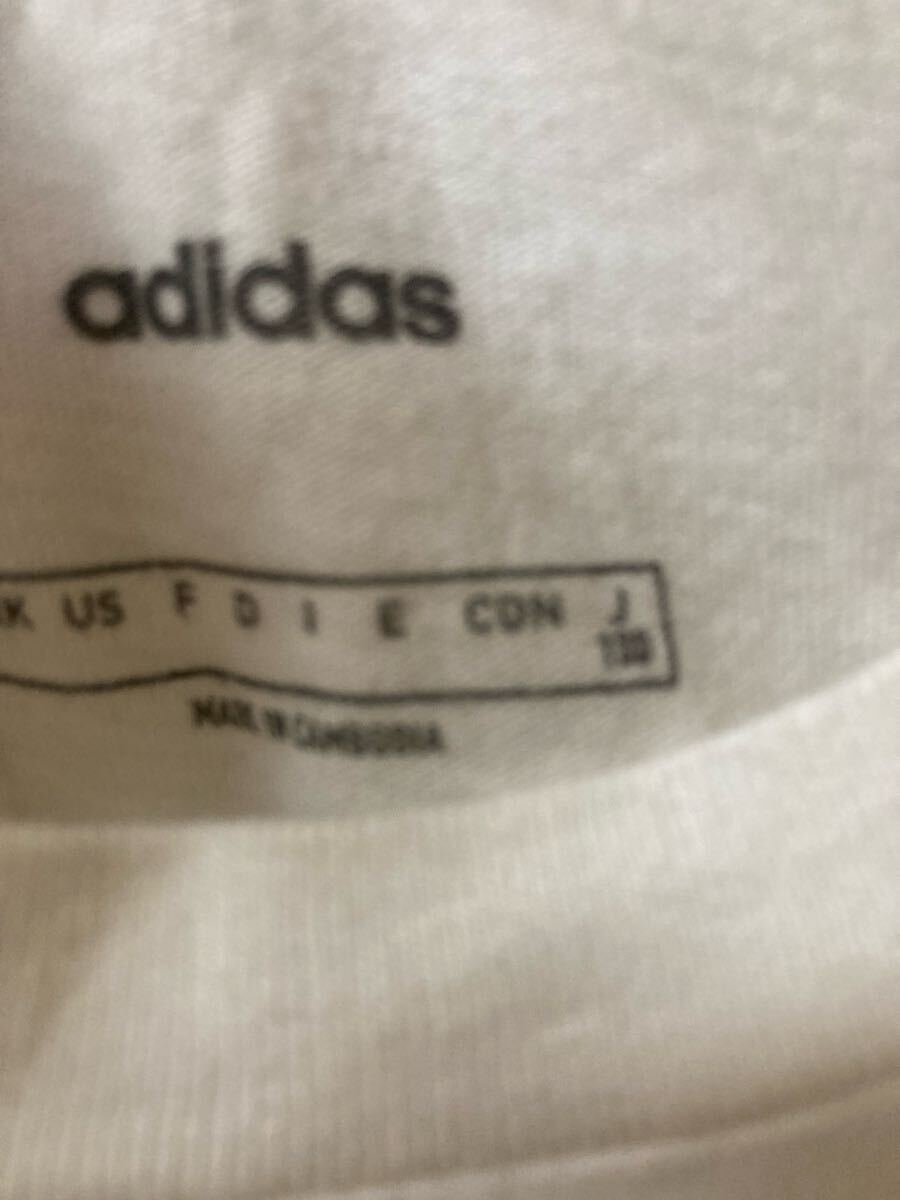 adidas
K US F D I E CDN J
130
MADE IN CAMBODIA